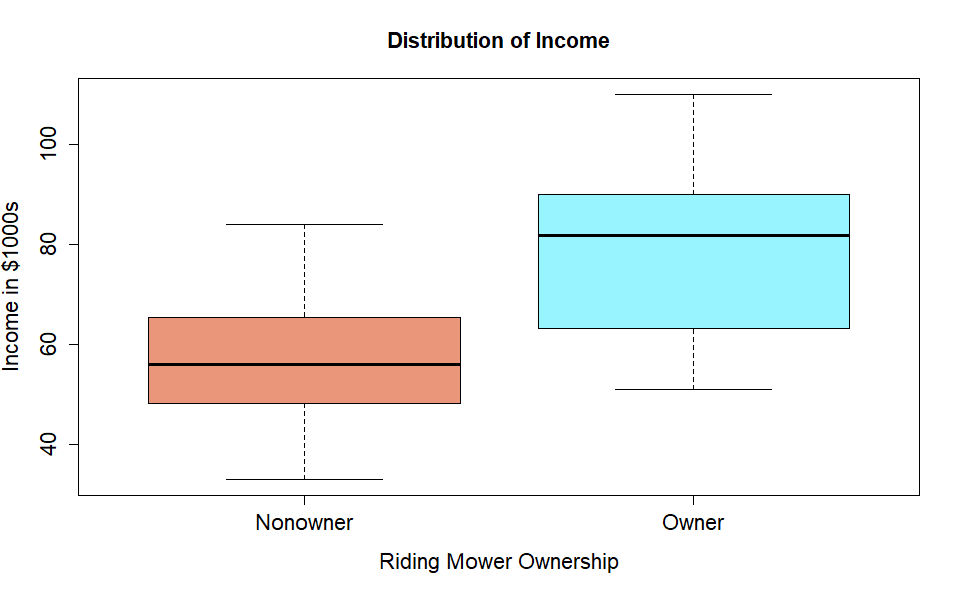 Distribution of Income
Income in $1000s
100
80
60
40
Nonowner
Owner
Riding Mower Ownership